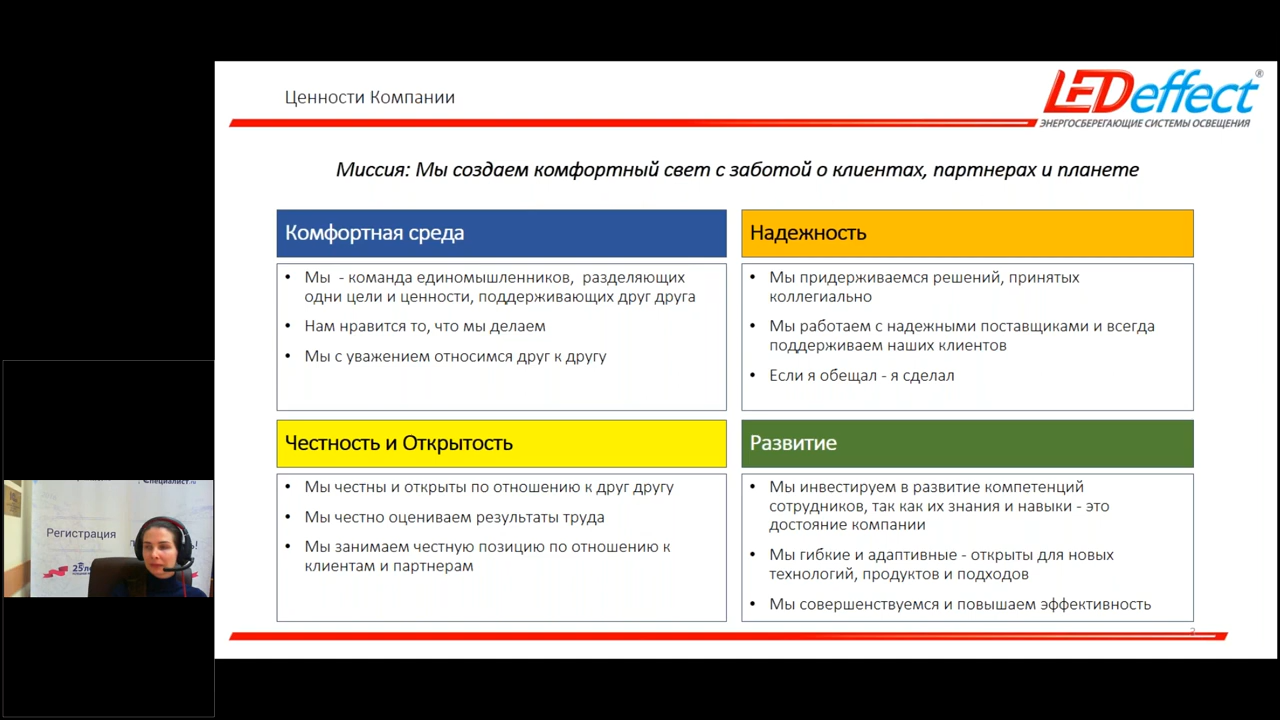 Ценности Компании
LEDeffect®
ЭНЕРГОСБЕРЕГАЮЩИЕ СИСТЕМЫ ОСВЕЩЕНИЯ
Миссия: Мы создаем комфортный свет с заботой о клиентах, партнерах и планете
Комфортная среда
• Мы - команда единомышленников, разделяющих
одни цели и ценности, поддерживающих друг друга
• Нам нравится то, что мы делаем
• Мы с уважением относимся друг к другу
Надежность
• Мы придерживаемся решений, принятых
коллегиально
• Мы работаем с надежными поставщиками и всегда
поддерживаем наших клиентов
• Если я обещал - я сделал
Честность и Открытость
• Мы честны и открыты по отношению к друг другу
• Мы честно оцениваем результаты труда
• Мы занимаем честную позицию по отношению к
клиентам и партнерам
Развитие
• Мы инвестируем в развитие компетенций
сотрудников, так как их знания и навыки - это
достояние компании
• Мы гибкие и адаптивные - открыты для новых
технологий, продуктов и подходов
• Мы совершенствуемся и повышаем эффективность
Специалист.ru
Регистрация